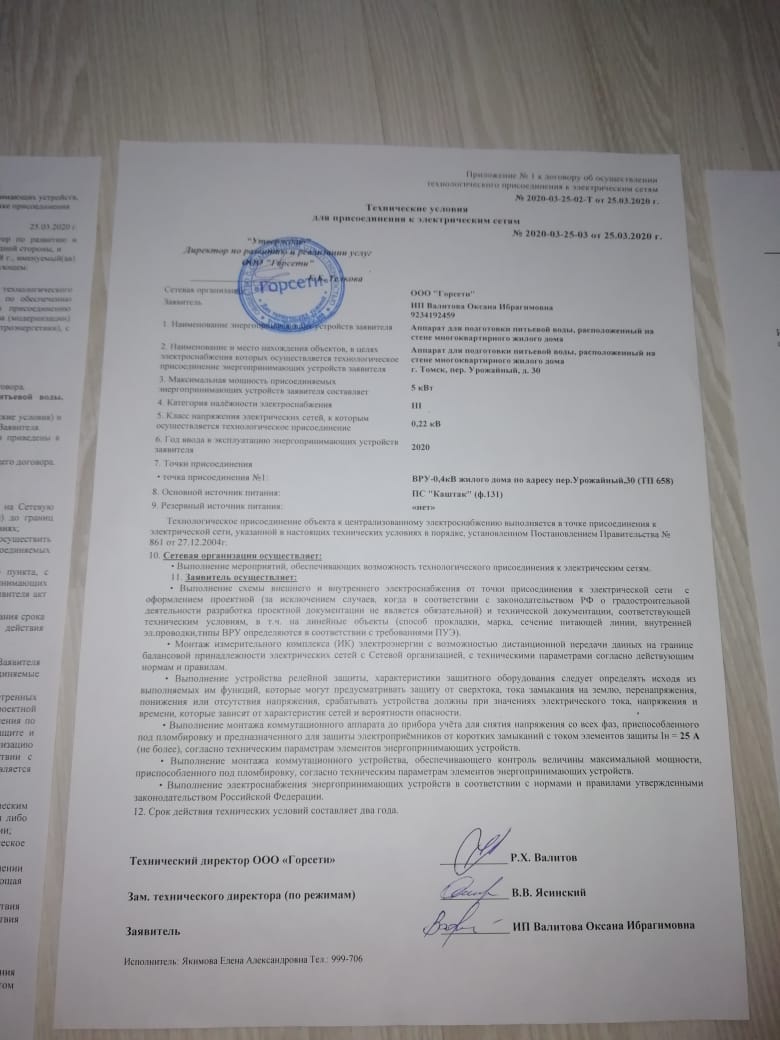 Приложение № 1 к договору об осуществлении
технологического присоединения к электрическим сетям
№ 2020-03-25-02-Т от 25.03.2020 г.
Технические условия
для присоединения к электрическим сетям
№ 2020-03-25-03 от 25.03.2020 г.
"Утверждаю"
Директор по развитию и реализации услуг
ООО "Горсети"
Телкова
Горсети
Сетевая организация
ООО "Горсети"
Заявитель
ИП Валитова Оксана Ибрагимовна
9234192459
1. Наименование энергопринимающих устройств заявителя
Аппарат для подготовки питьевой воды, расположенный на
стене многоквартирного жилого дома
2. Наименование и место нахождения объектов, в целях
электроснабжения которых осуществляется технологическое
присоединение энергопринимающих устройств заявителя
Аппарат для подготовки питьевой воды, расположенный на
стене многоквартирного жилого дома
г. Томск, пер. Урожайный, д. 30
3. Максимальная мощность присоединяемых
энергопринимающих устройств заявителя составляет
5 кВт
4. Категория надёжности электроснабжения
III
5. Класс напряжения электрических сетей, к которым
осуществляется технологическое присоединение
0,22 кВ
6. Год ввода в эксплуатацию энергопринимающих устройств
заявителя
2020
7. Точки присоединения
• точка присоединения №1:
ВРУ-0,4кВ жилого дома по адресу пер.Урожайный,30 (ТП 658)
8. Основной источник питания:
ПС "Каштак" (ф.131)
9. Резервный источник питания:
«нет»
Технологическое присоединение объекта к централизованному электроснабжению выполняется в точке присоединения к
электрической сети, указанной в настоящих технических условиях в порядке, установленном Постановлением Правительства №
861 от 27.12.2004г.
10. Сетевая организация осуществляет:
• Выполнение мероприятий, обеспечивающих возможность технологического присоединения к электрическим сетям.
11. Заявитель осуществляет:
• Выполнение схемы внешнего и внутреннего электроснабжения от точки присоединения к электрической сети с
оформлением проектной (за исключением случаев, когда в соответствии с законодательством РФ о градостроительной
деятельности разработка проектной документации не является обязательной) и технической документации, соответствующей
техническим условиям, в т.ч. на линейные объекты (способ прокладки, марка, сечение питающей линии, внутренней
эл.проводки,типы ВРУ определяются в соответствии с требованиями ПУЭ).
• Монтаж измерительного комплекса (ИК) электроэнергии с возможностью дистанционной передачи данных на границе
балансовой принадлежности электрических сетей с Сетевой организацией, с техническими параметрами согласно действующим
нормам и правилам.
• Выполнение устройства релейной защиты, характеристики защитного оборудования следует определять исходя из
выполняемых им функций, которые могут предусматривать защиту от сверхтока, тока замыкания на землю, перенапряжения,
понижения или отсутствия напряжения, срабатывать устройства должны при значениях электрического тока, напряжения и
времени, которые зависят от характеристик сети и вероятности опасности.
• Выполнение монтажа коммутационного аппарата до прибора учёта для снятия напряжения со всех фаз, приспособленного
под пломбировку и предназначенного для защиты электроприёмников от коротких замыканий с током элементов защиты Iн = 25 А
(не более), согласно техническим параметрам элементов энергопринимающих устройств.
• Выполнение монтажа коммутационного устройства, обеспечивающего контроль величины максимальной мощности,
приспособленного под пломбировку, согласно техническим параметрам элементов энергопринимающих устройств.
• Выполнение электроснабжения энергопринимающих устройств в соответствии с нормами и правилами утвержденными
законодательством Российской Федерации.
12. Срок действия технических условий составляет два года.
Технический директор ООО «Горсети»
Р.Х. Валитов
Зам. технического директора (по режимам)
В.В. Ясинский
Заявитель
ИП Валитова Оксана Ибрагимовна
Исполнитель: Якимова Елена Александровна Тел.: 999-706